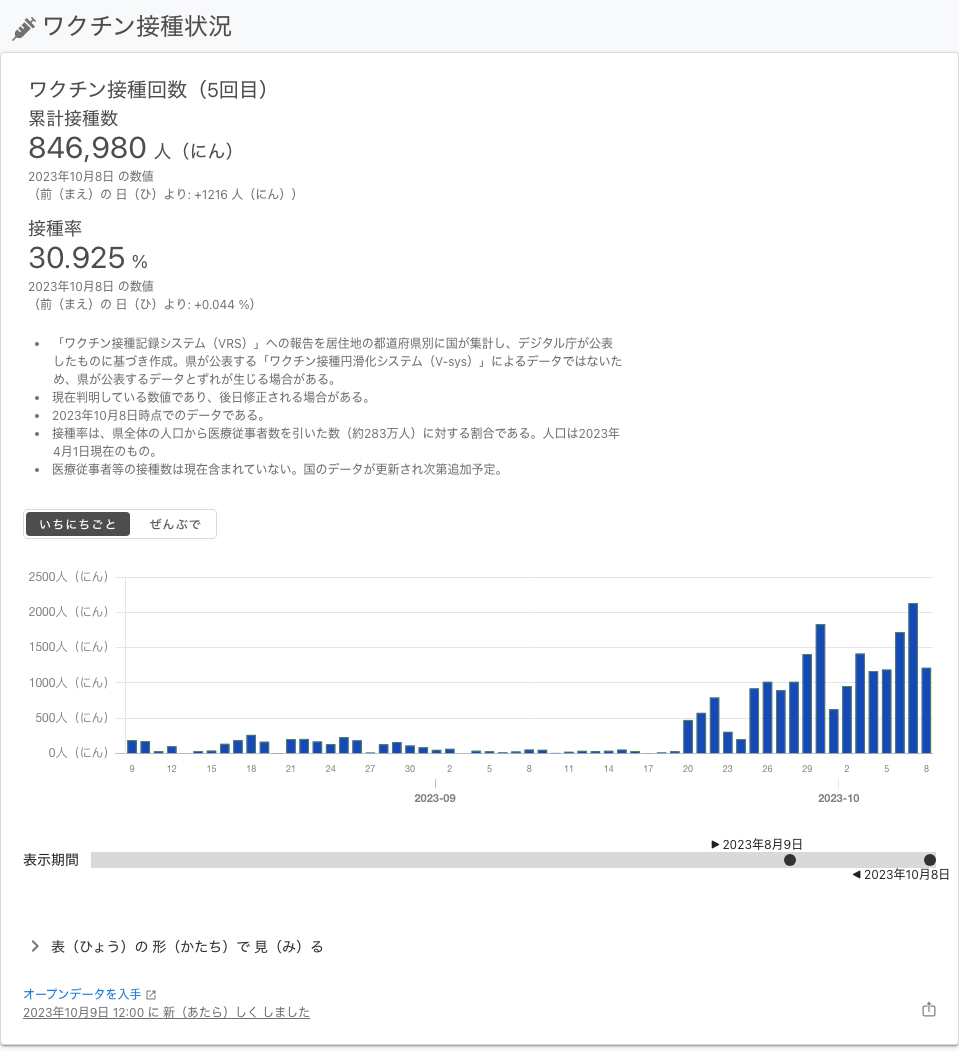 ワクチン接種状況
ワクチン接種回数（5回目）
累計接種数
846,980 人（にん）
2023年10月8日 の数値
（前（まえ）の 日（ひ）より: +1216 人（にん））
接種率
30.925 %
2023年10月8日 の数値
（前（まえ）の 日（ひ）より: +0.044 %）
• 「ワクチン接種記録システム（VRS）」への報告を居住地の都道府県別に国が集計し、デジタル庁が公表
したものに基づき作成。県が公表する「ワクチン接種円滑化システム（V-sys）」によるデータではないた
め、県が公表するデータとずれが生じる場合がある。
• 現在判明している数値であり、後日修正される場合がある。
• 2023年10月8日時点でのデータである。
• 接種率は、県全体の人口から医療従事者数を引いた数（約283万人）に対する割合である。人口は2023年
4月1日現在のもの。
• 医療従事者等の接種数は現在含まれていない。国のデータが更新され次第追加予定。
いちにちごと ぜんぶで
2500人（にん）
2000人（にん）
1500人（にん）
1000人（にん）
500人（にん）
0人（にん）
9 12 15 18 21 24 27 30 2 5 8 11 14 17 20 23 26 29 2 5 8
2023-09 2023-10
2023年8月9日
表示期間
2023年10月8日
表（ひょう）の 形（かたち）で 見（み）る
オープンデータを入手
2023年10月9日 12:00 に 新（あたら）しく しました